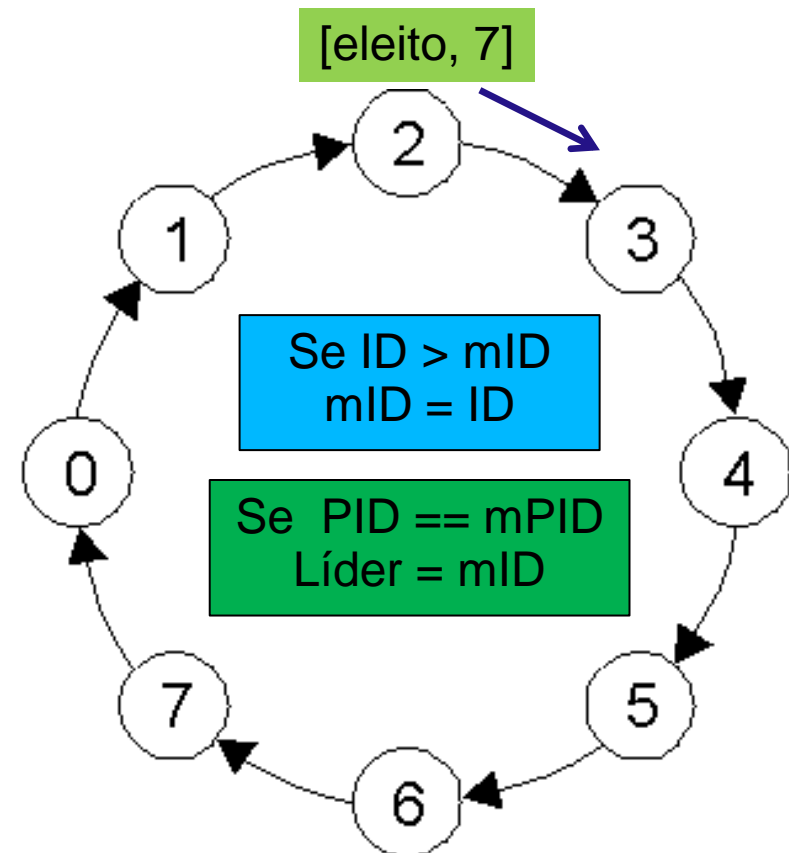 [eleito, 7]
2
1
3
Se ID > mID
mID = ID
0
4
Se PID == mPID
Líder = mID
7
5
6